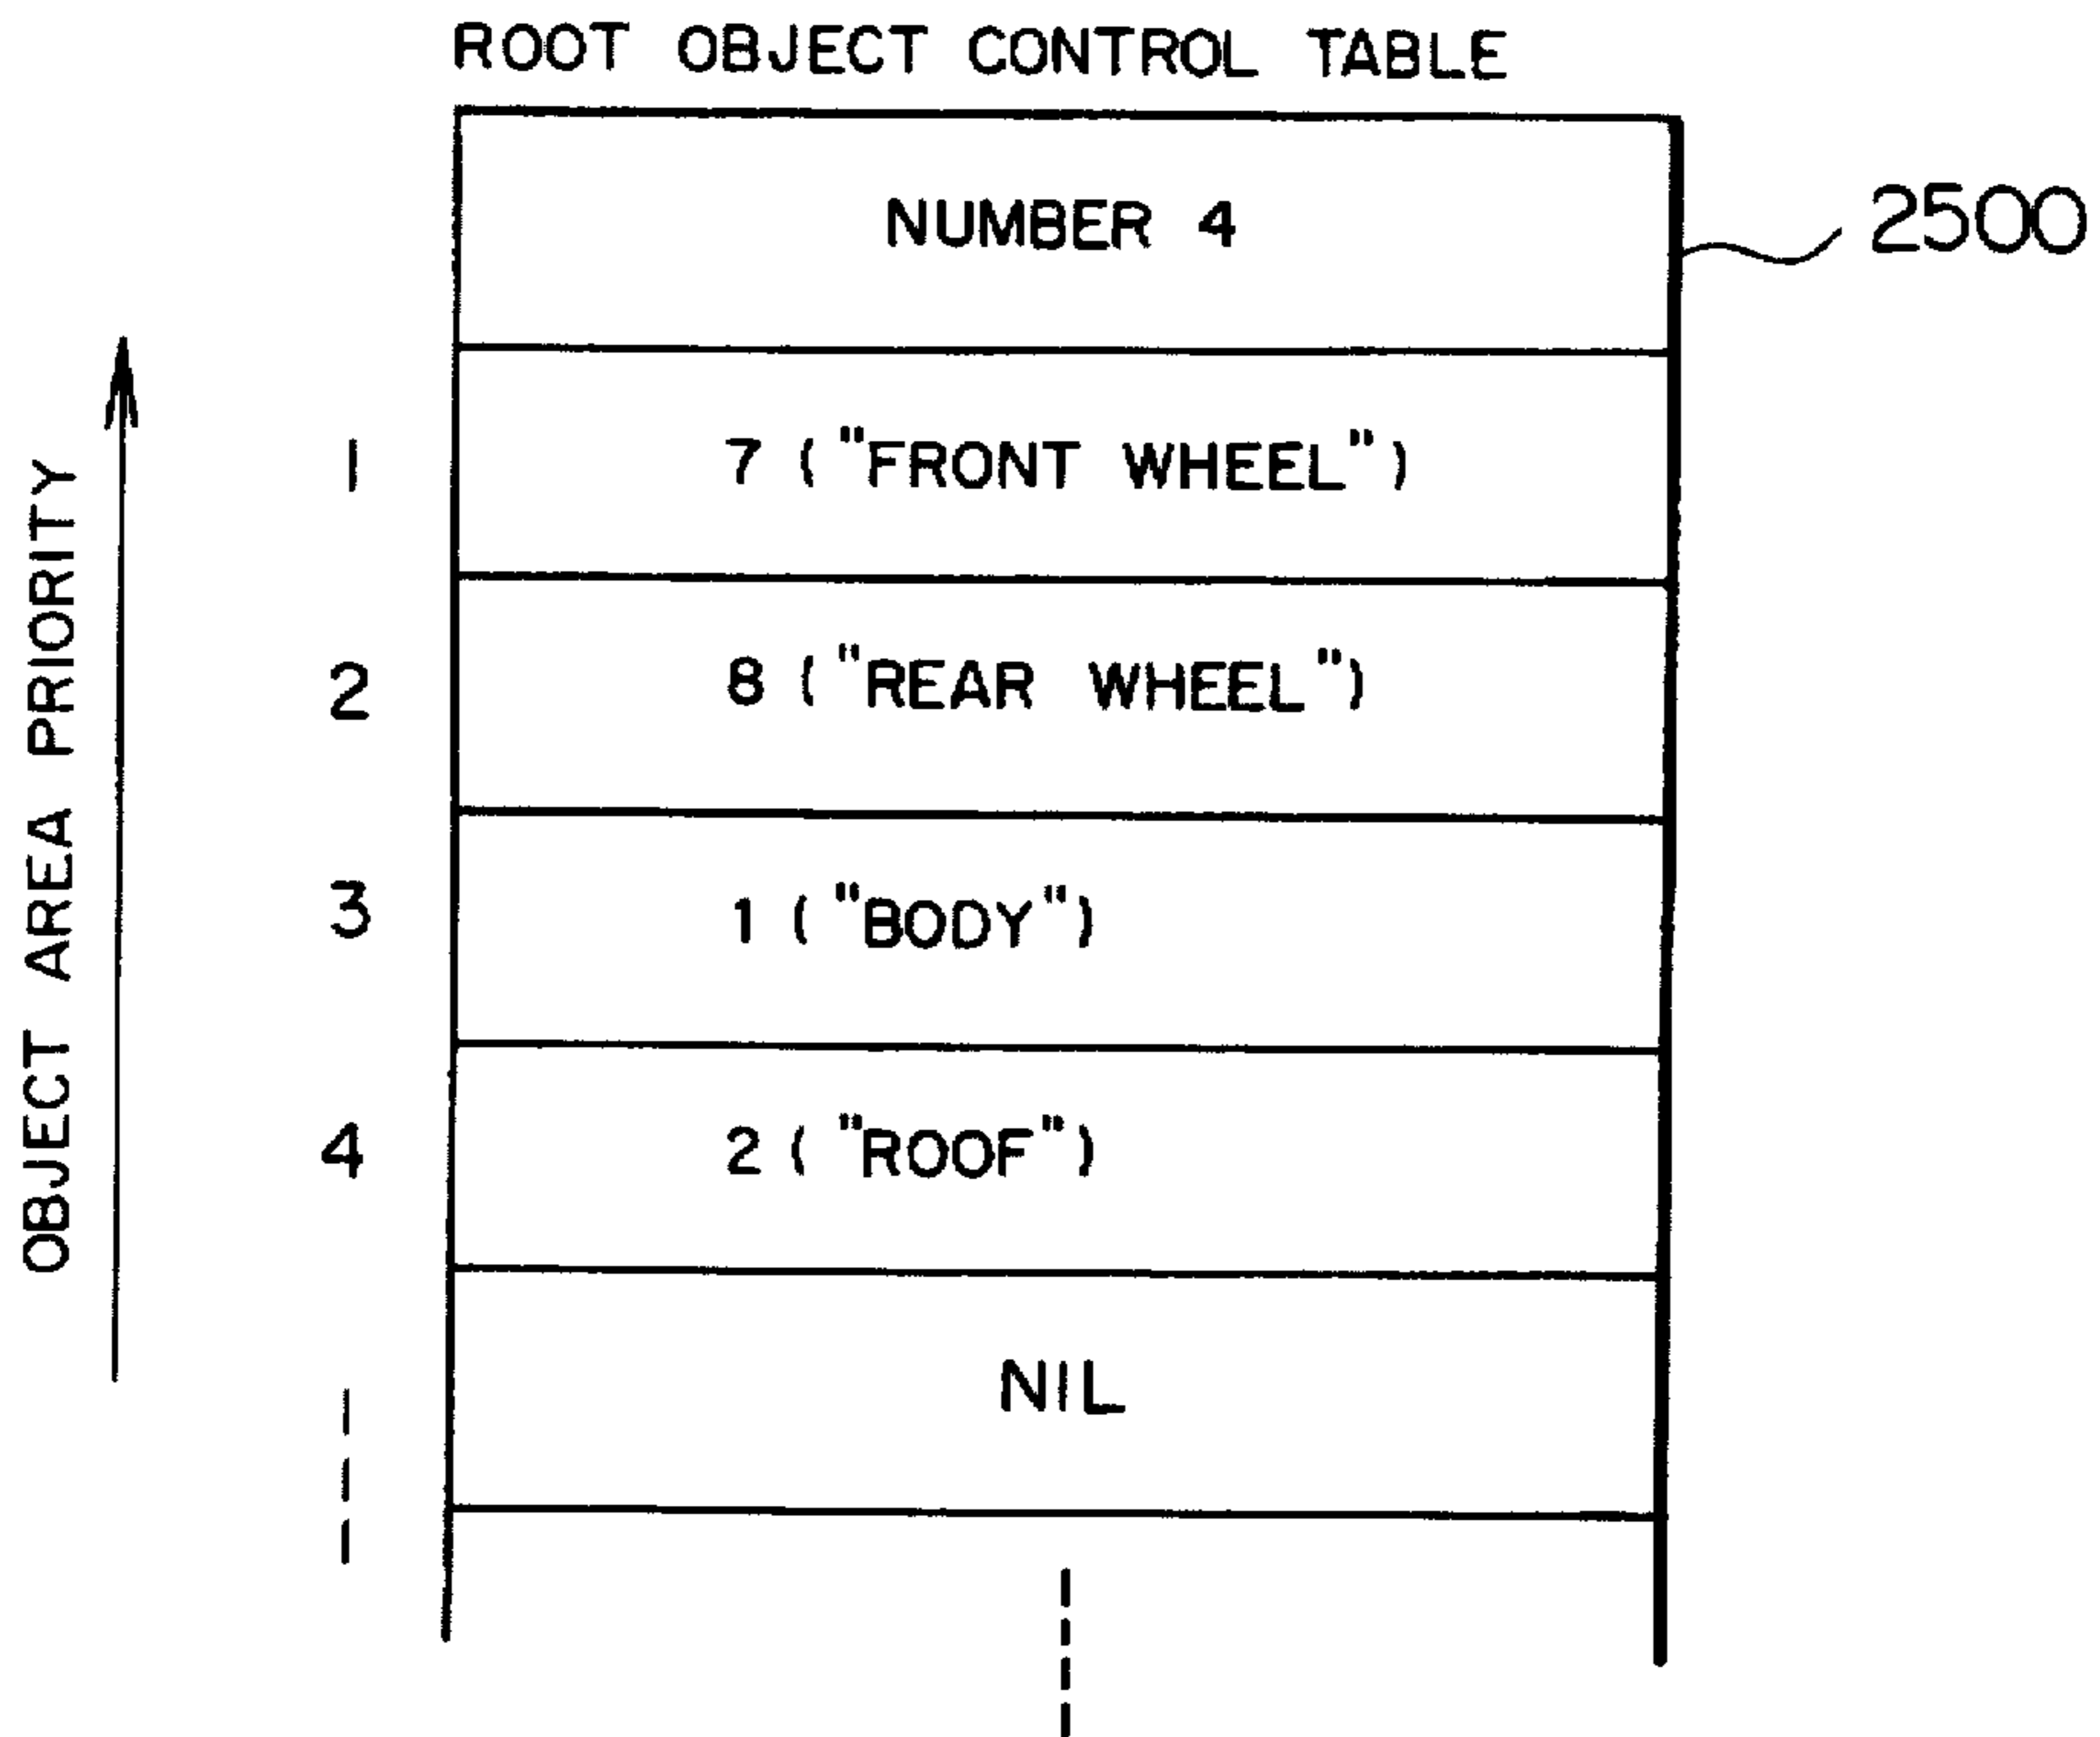 ROOT OBJECT CONTROL TABLE
NUMBER 4
2500
OBJECT AREA PRIORITY
1
7 ("FRONT WHEEL")
2
8 ("REAR WHEEL")
3
1 ("BODY")
4
2 ("ROOF")
NIL